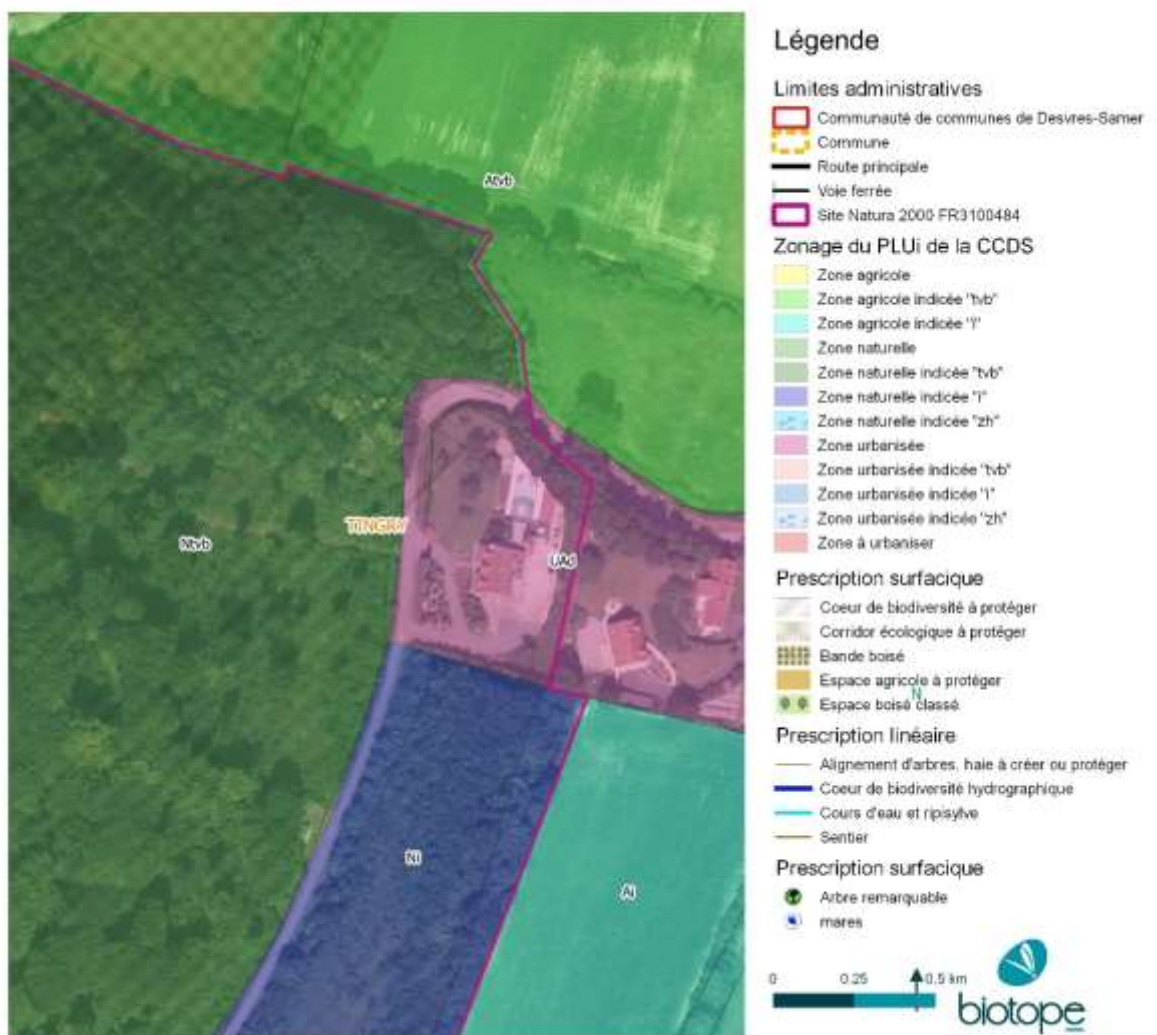 Atvb
TINGRY
Ntvb
UAd
Ni
Ai
Légende
Limites administratives
Communauté de communes de Desvres-Samer
Commune
Route principale
Voie ferrée
Site Natura 2000 FR3100484
Zonage du PLUi de la CCDS
Zone agricole
Zone agricole indicée "tvb"
Zone agricole indicée "i"
Zone naturelle
Zone naturelle indicée "tvb"
Zone naturelle indicée "i"
Zone naturelle indicée "zh"
Zone urbanisée
Zone urbanisée indicée "tvb"
Zone urbanisée indicée "i"
Zone urbanisée indicée "zh"
Zone à urbaniser
Prescription surfacique
Coeur de biodiversité à protéger
Corridor écologique à protéger
Bande boisé
Espace agricole à protéger
N
Espace boisé classé
Prescription linéaire
Alignement d'arbres, haie à créer ou protéger
Coeur de biodiversité hydrographique
Cours d'eau et ripisylve
Sentier
Prescription surfacique
Arbre remarquable
mares
0 0.25 0.5 km
biotope